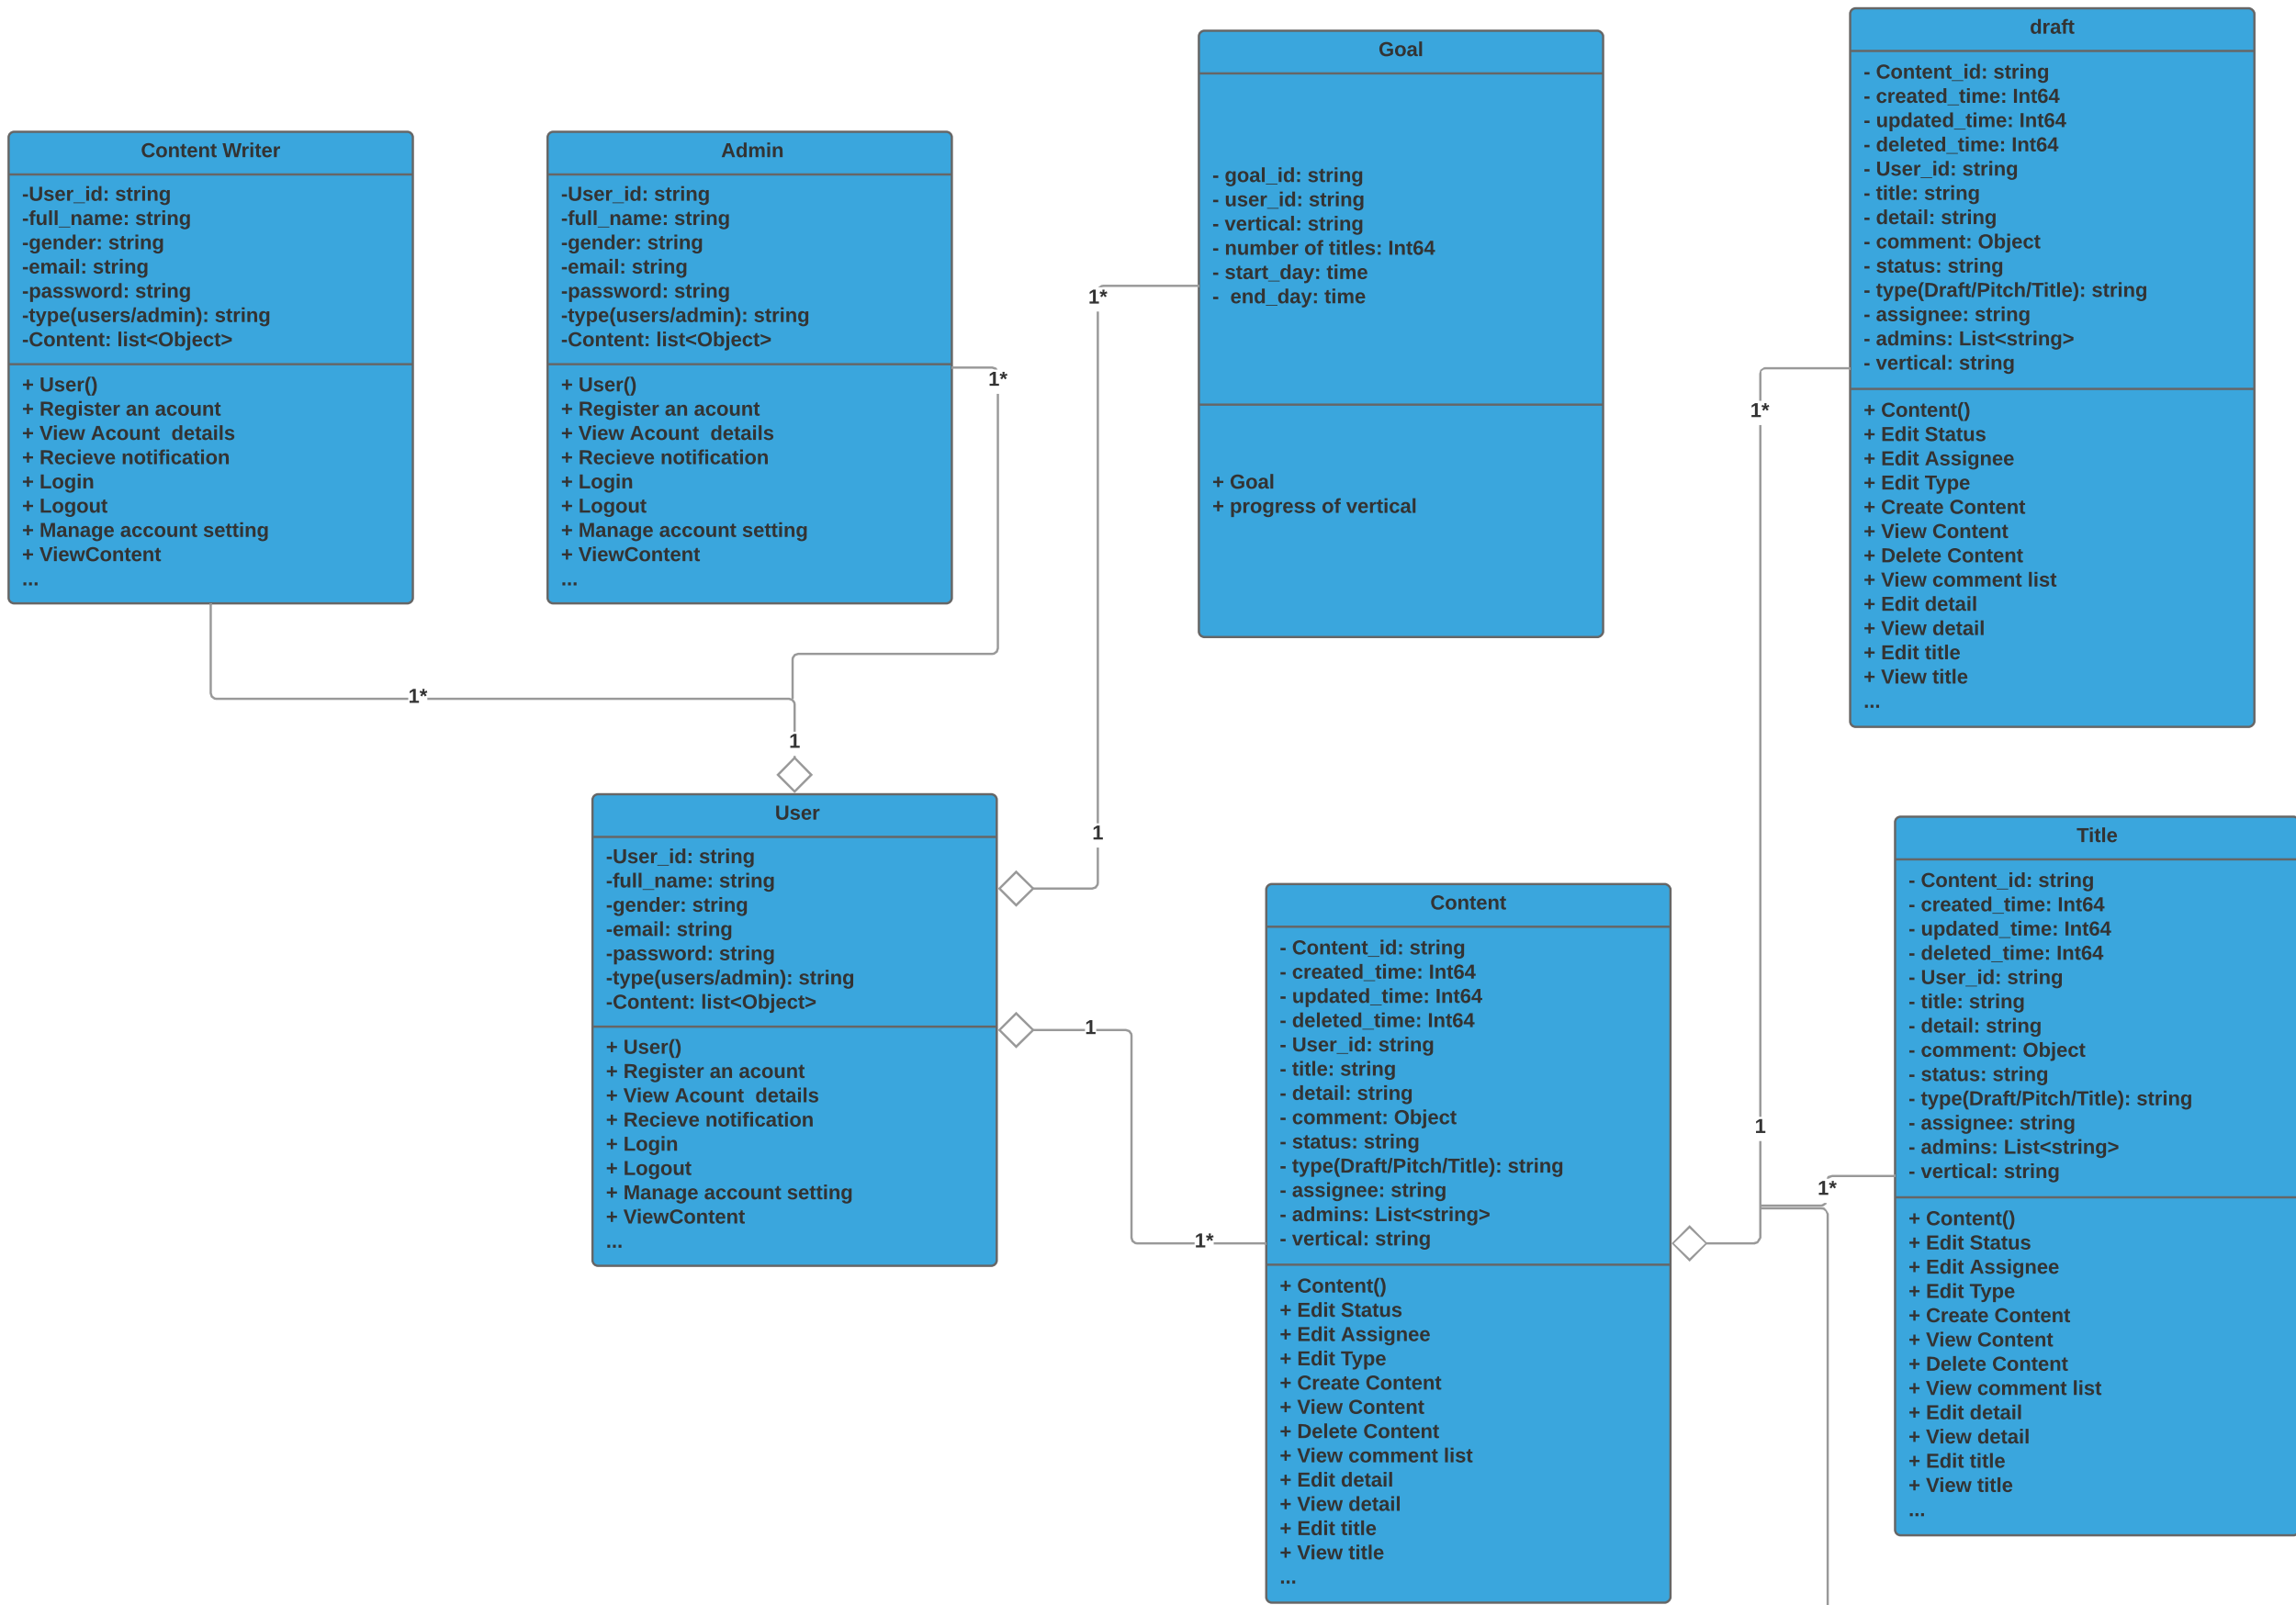 Content Writer
-User_id: string
-full_name: string
-gender: string
-email: string
-password: string
-type(users/admin): string
-Content: list<Object>
+ User()
+ Register an acount
+ View Acount  details
+ Recieve notification
+ Login
+ Logout
+ Manage account setting
+ ViewContent
...
Admin
-User_id: string
-full_name: string
-gender: string
-email: string
-password: string
-type(users/admin): string
-Content: list<Object>
+ User()
+ Register an acount
+ View Acount  details
+ Recieve notification
+ Login
+ Logout
+ Manage account setting
+ ViewContent
...
Goal
- goal_id: string
- user_id: string
- vertical: string
- number of titles: Int64
- start_day: time
-  end_day: time
+ Goal
+ progress of vertical
draft
- Content_id: string
- created_time: Int64
- updated_time: Int64
- deleted_time: Int64
- User_id: string
- title: string
- detail: string
- comment: Object
- status: string
- type(Draft/Pitch/Title): string
- assignee: string
- admins: List<string>
- vertical: string
+ Content()
+ Edit Status
+ Edit Assignee
+ Edit Type
+ Create Content
+ View Content
+ Delete Content
+ View comment list
+ Edit detail
+ View detail
+ Edit title
+ View title
...
1*
1*
1*
1*
1
1
User
-User_id: string
-full_name: string
-gender: string
-email: string
-password: string
-type(users/admin): string
-Content: list<Object>
+ User()
+ Register an acount
+ View Acount  details
+ Recieve notification
+ Login
+ Logout
+ Manage account setting
+ ViewContent
...
1
1*
Content
- Content_id: string
- created_time: Int64
- updated_time: Int64
- deleted_time: Int64
- User_id: string
- title: string
- detail: string
- comment: Object
- status: string
- type(Draft/Pitch/Title): string
- assignee: string
- admins: List<string>
- vertical: string
+ Content()
+ Edit Status
+ Edit Assignee
+ Edit Type
+ Create Content
+ View Content
+ Delete Content
+ View comment list
+ Edit detail
+ View detail
+ Edit title
+ View title
...
1
1*
Title
- Content_id: string
- created_time: Int64
- updated_time: Int64
- deleted_time: Int64
- User_id: string
- title: string
- detail: string
- comment: Object
- status: string
- type(Draft/Pitch/Title): string
- assignee: string
- admins: List<string>
- vertical: string
+ Content()
+ Edit Status
+ Edit Assignee
+ Edit Type
+ Create Content
+ View Content
+ Delete Content
+ View comment list
+ Edit detail
+ View detail
+ Edit title
+ View title
...